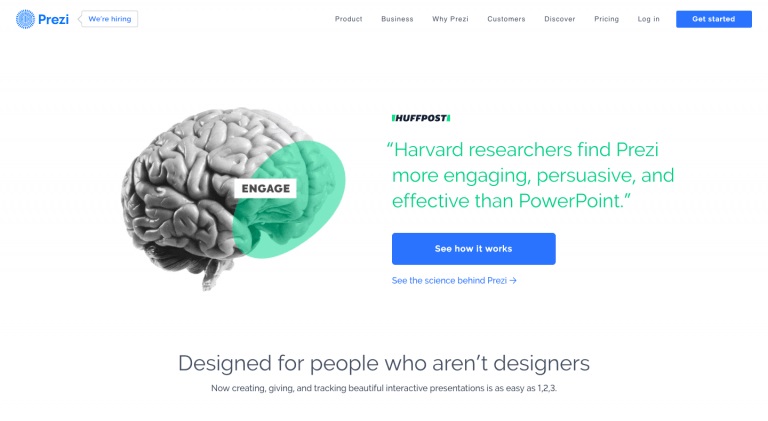 Prezi
We're hiring
Product Business Why Prezi Customers Discover Pricing Log in Get started
HUFFPOST
“Harvard researchers find Prezi
more engaging, persuasive, and
effective than PowerPoint.”
ENGAGE
See how it works
See the science behind Prezi →
Designed for people who aren't designers
Now creating, giving, and tracking beautiful interactive presentations is as easy as 1,2,3.